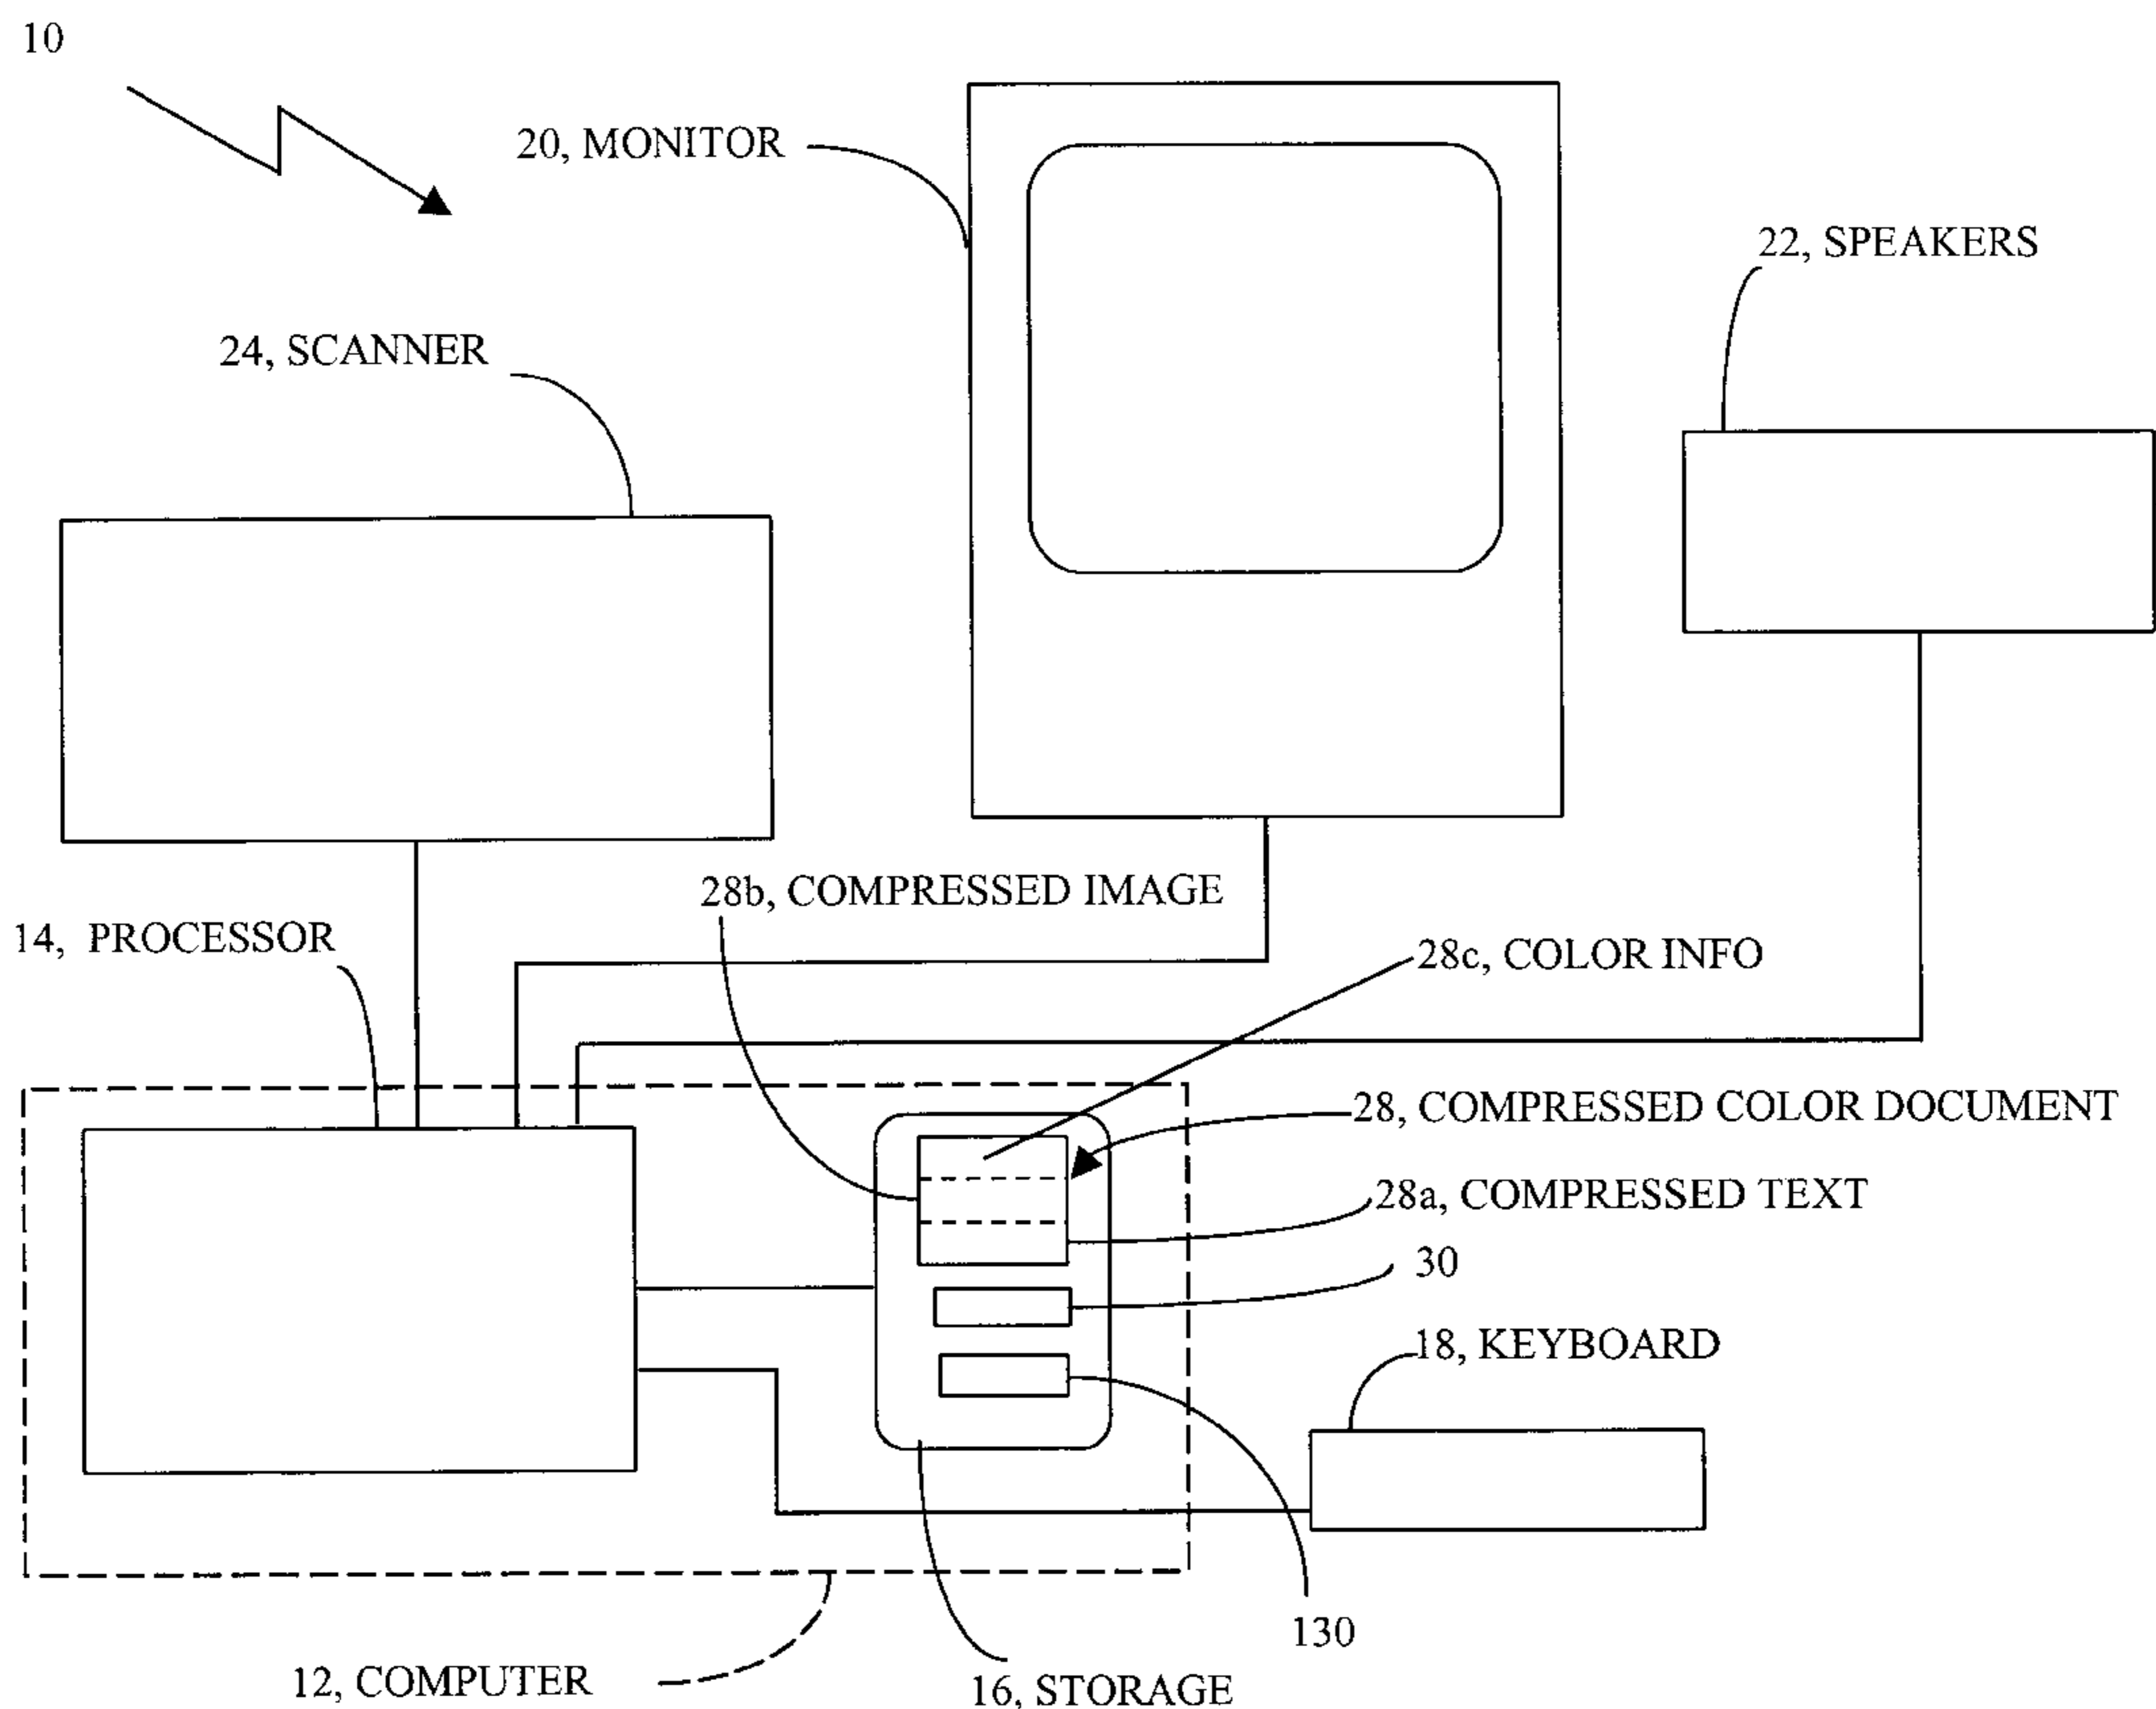 10
20, MONITOR
22, SPEAKERS
24, SCANNER
28b, COMPRESSED IMAGE
14, PROCESSOR
28c, COLOR INFO
28, COMPRESSED COLOR DOCUMENT
28a, COMPRESSED TEXT
30
18, KEYBOARD
130
12, COMPUTER
16, STORAGE